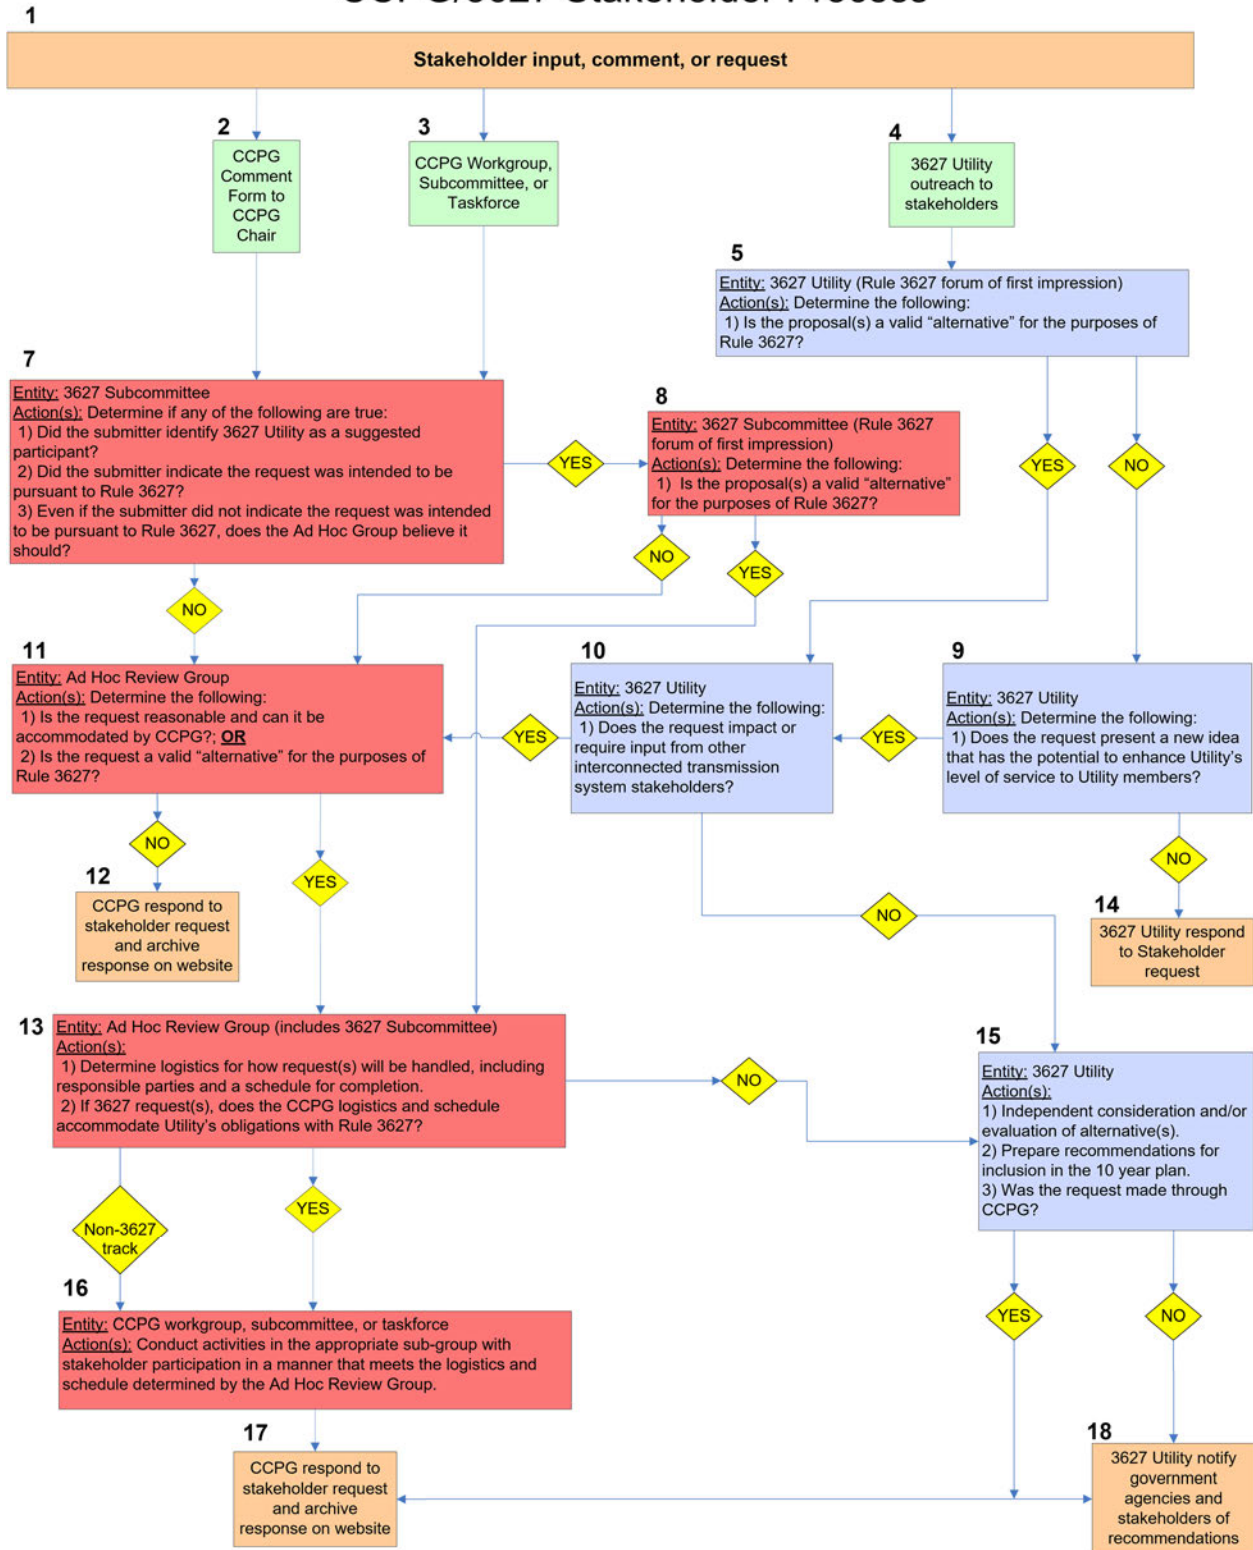 1
Stakeholder input, comment, or request
2
3
4
CCPG
Comment
Form to
CCPG
Chair
CCPG Workgroup,
Subcommittee, or
Taskforce
3627 Utility
outreach to
stakeholders
5
Entity: 3627 Utility (Rule 3627 forum of first impression)
Action(s): Determine the following:
1) Is the proposal(s) a valid “alternative” for the purposes of
Rule 3627?
7
Entity: 3627 Subcommittee
Action(s): Determine if any of the following are true:
1) Did the submitter identify 3627 Utility as a suggested
participant?
2) Did the submitter indicate the request was intended to be
pursuant to Rule 3627?
3) Even if the submitter did not indicate the request was intended
to be pursuant to Rule 3627, does the Ad Hoc Group believe it
should?
YES
8
Entity: 3627 Subcommittee (Rule 3627
forum of first impression)
Action(s): Determine the following:
1) Is the proposal(s) a valid “alternative”
for the purposes of Rule 3627?
YES
NO
NO
YES
NO
11
Entity: Ad Hoc Review Group
Action(s): Determine the following:
1) Is the request reasonable and can it be
accommodated by CCPG?; OR
2) Is the request a valid “alternative” for the purposes of
Rule 3627?
YES
10
Entity: 3627 Utility
Action(s): Determine the following:
1) Does the request impact or
require input from other
interconnected transmission
system stakeholders?
YES
9
Entity: 3627 Utility
Action(s): Determine the following:
1) Does the request present a new idea
that has the potential to enhance Utility’s
level of service to Utility members?
NO
YES
NO
NO
12
CCPG respond to
stakeholder request
and archive
response on website
14
3627 Utility respond
to Stakeholder
request
13
Entity: Ad Hoc Review Group (includes 3627 Subcommittee)
Action(s):
1) Determine logistics for how request(s) will be handled, including
responsible parties and a schedule for completion.
2) If 3627 request(s), does the CCPG logistics and schedule
accommodate Utility’s obligations with Rule 3627?
NO
15
Entity: 3627 Utility
Action(s):
1) Independent consideration and/or
evaluation of alternative(s).
2) Prepare recommendations for
inclusion in the 10 year plan.
3) Was the request made through
CCPG?
Non-3627
track
YES
YES
NO
16
Entity: CCPG workgroup, subcommittee, or taskforce
Action(s): Conduct activities in the appropriate sub-group with
stakeholder participation in a manner that meets the logistics and
schedule determined by the Ad Hoc Review Group.
17
CCPG respond to
stakeholder request
and archive
response on website
18
3627 Utility notify
government
agencies and
stakeholders of
recommendations